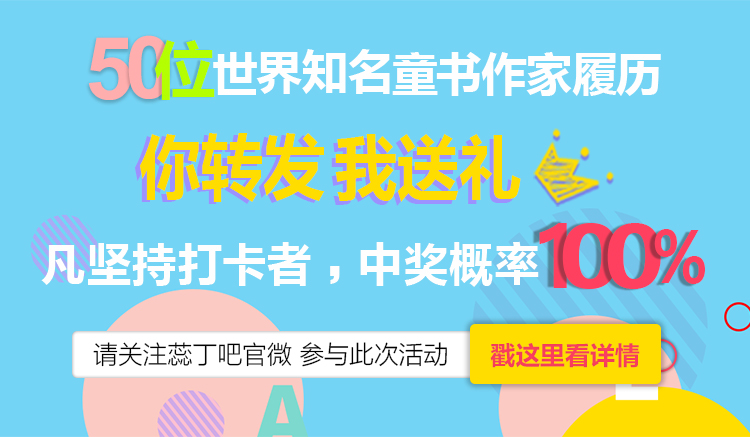 50位世界知名童书作家履历
你转发 我送礼
凡坚持打卡者，中奖概率100%
请关注蕊丁吧官微 参与此次活动
戳这里看详情
A